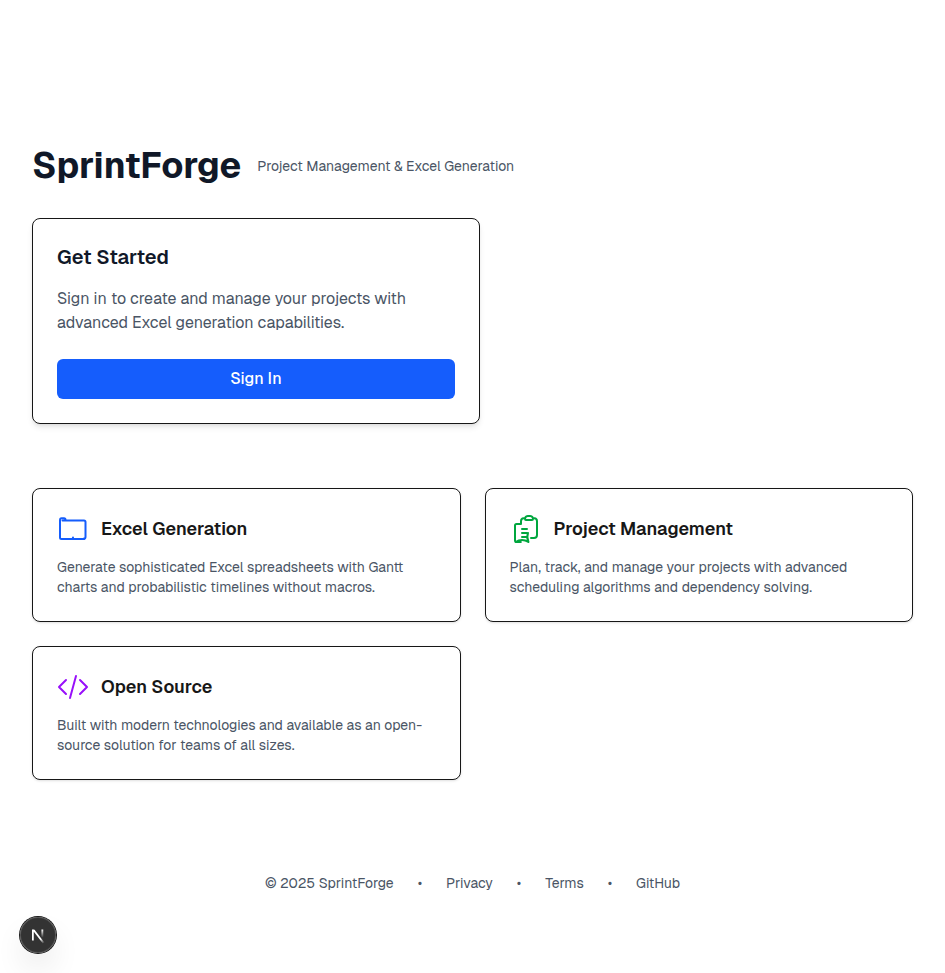 SprintForge
Project Management & Excel Generation
Get Started
Sign in to create and manage your projects with
advanced Excel generation capabilities.
Sign In
Excel Generation
Generate sophisticated Excel spreadsheets with Gantt
charts and probabilistic timelines without macros.
Project Management
Plan, track, and manage your projects with advanced
scheduling algorithms and dependency solving.
Open Source
Built with modern technologies and available as an open-
source solution for teams of all sizes.
© 2025 SprintForge • Privacy • Terms • GitHub
N